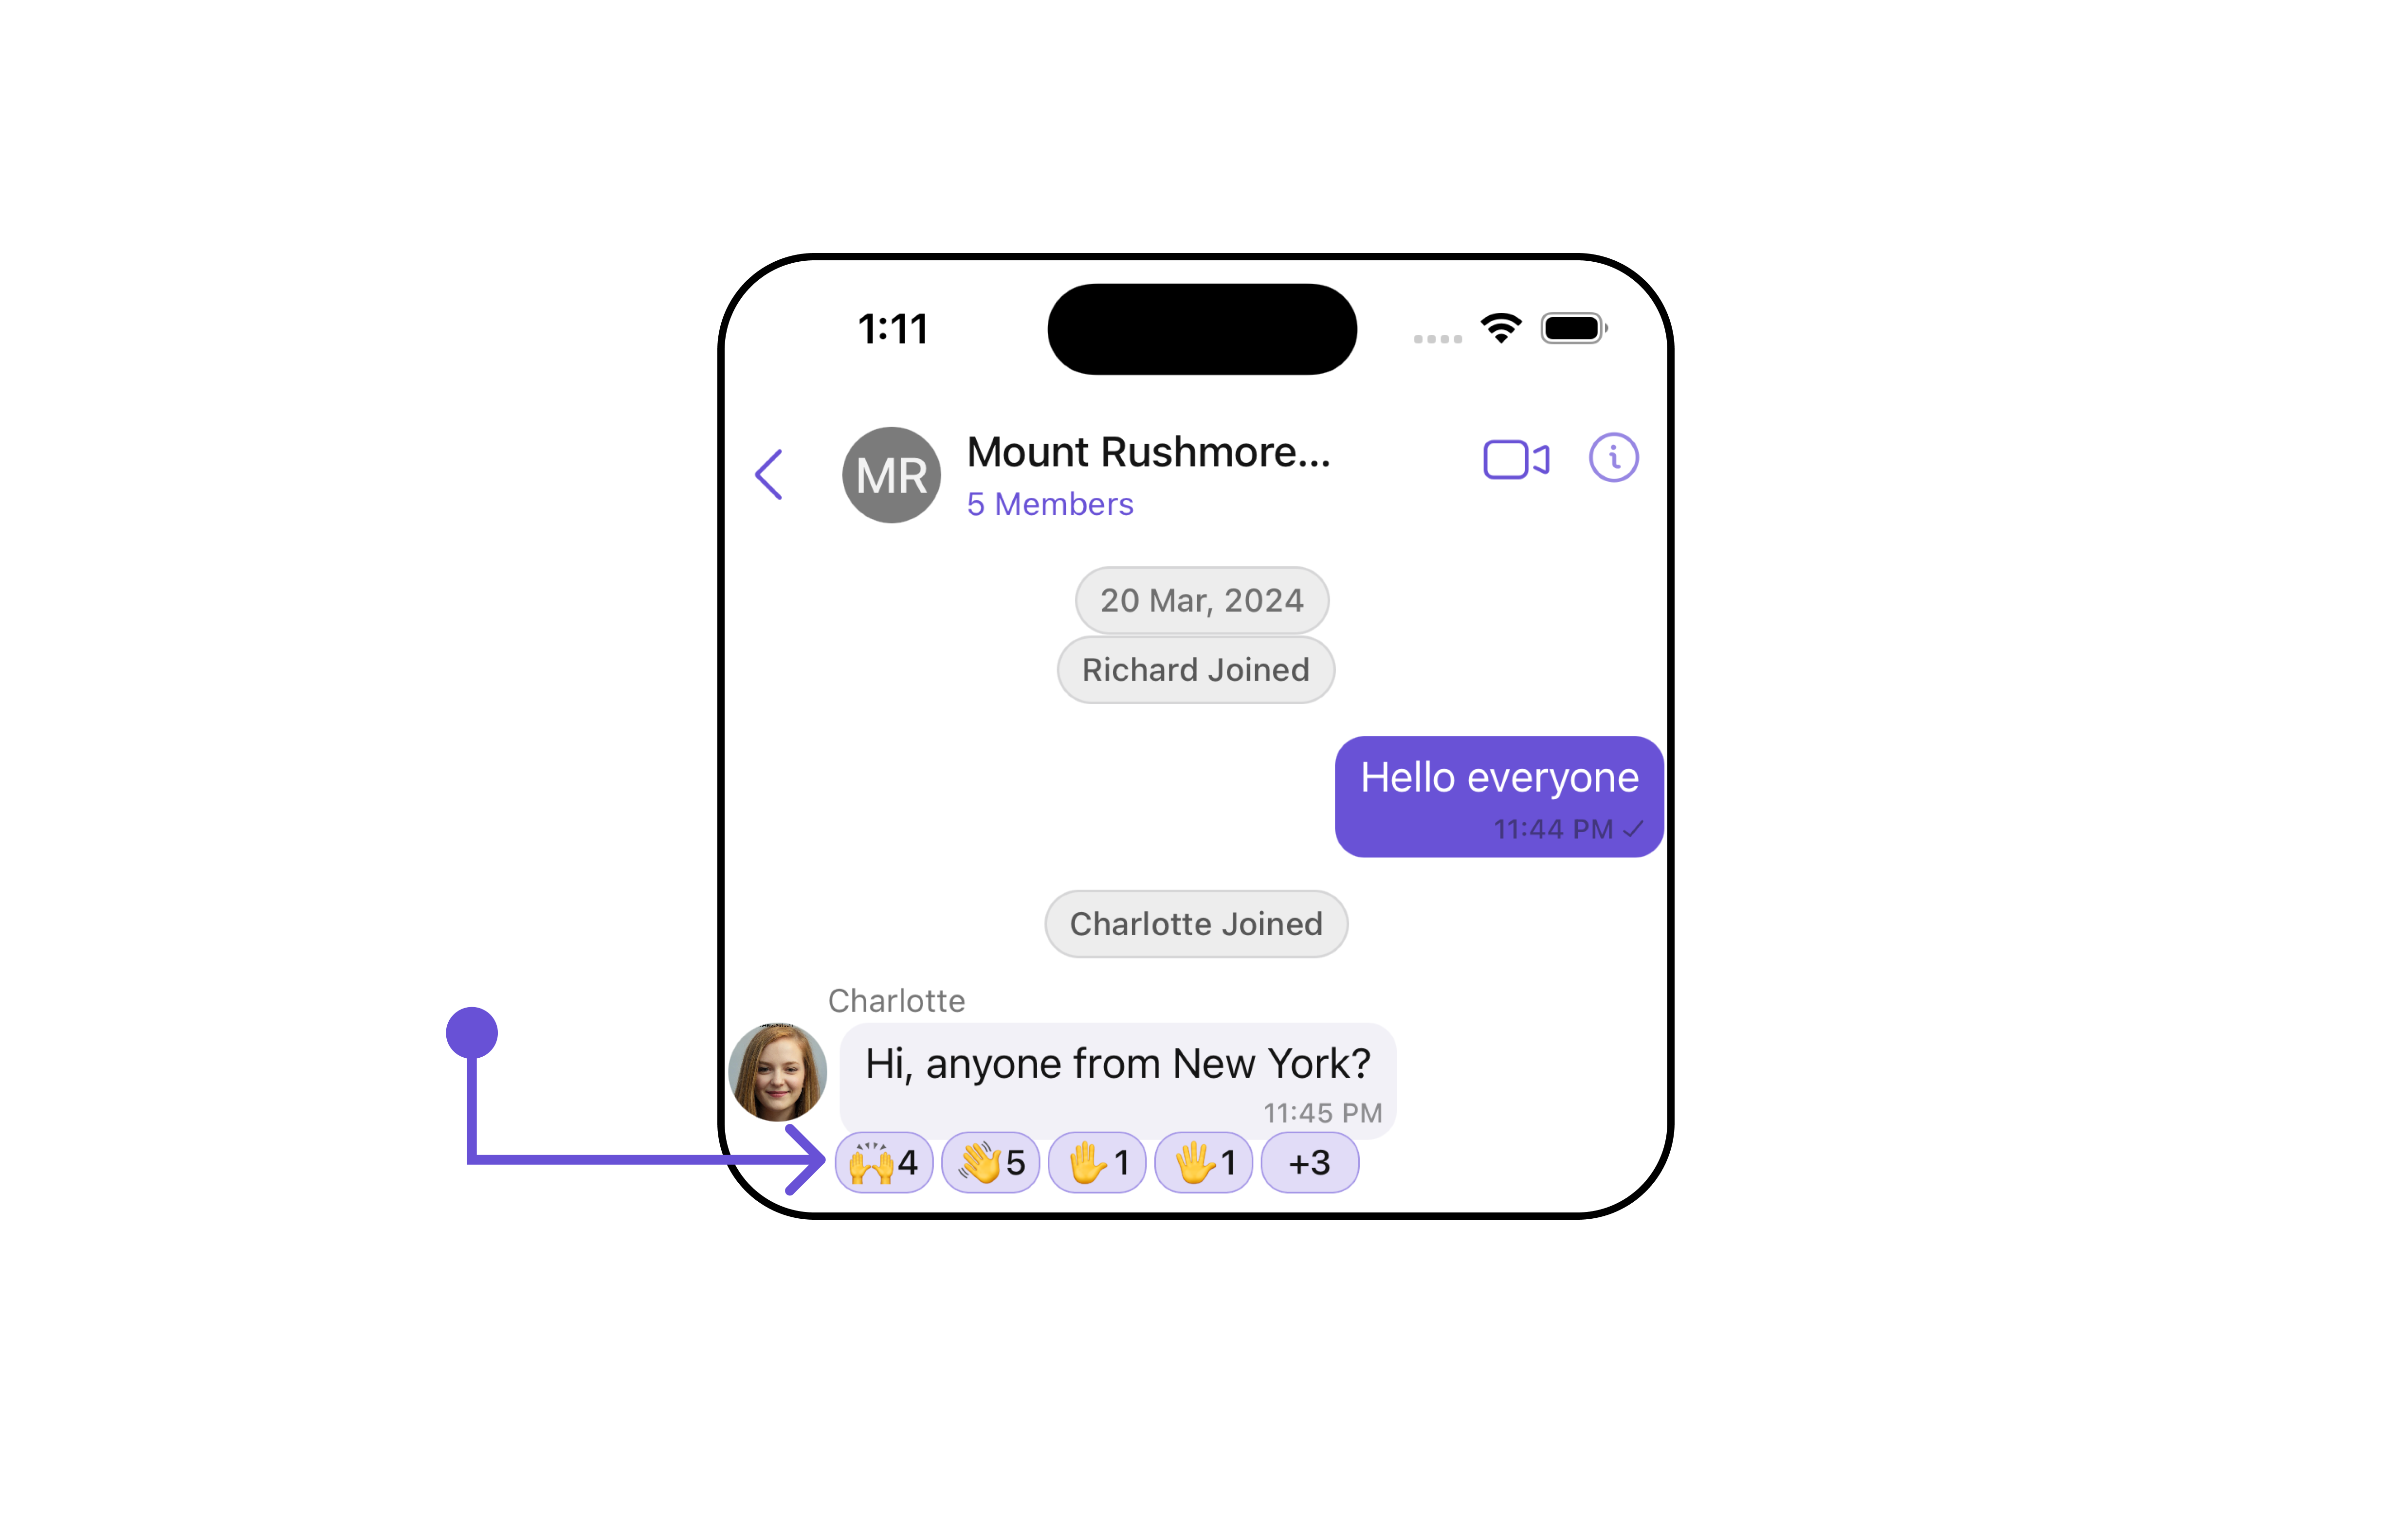 1:11
MR
Mount Rushmore...
5 Members
20 Mar, 2024
Richard Joined
Hello everyone
11:44 PM
Charlotte Joined
Charlotte
Hi, anyone from New York?
11:45 PM
🙌4 👋5 🖐1 🖐1 +3